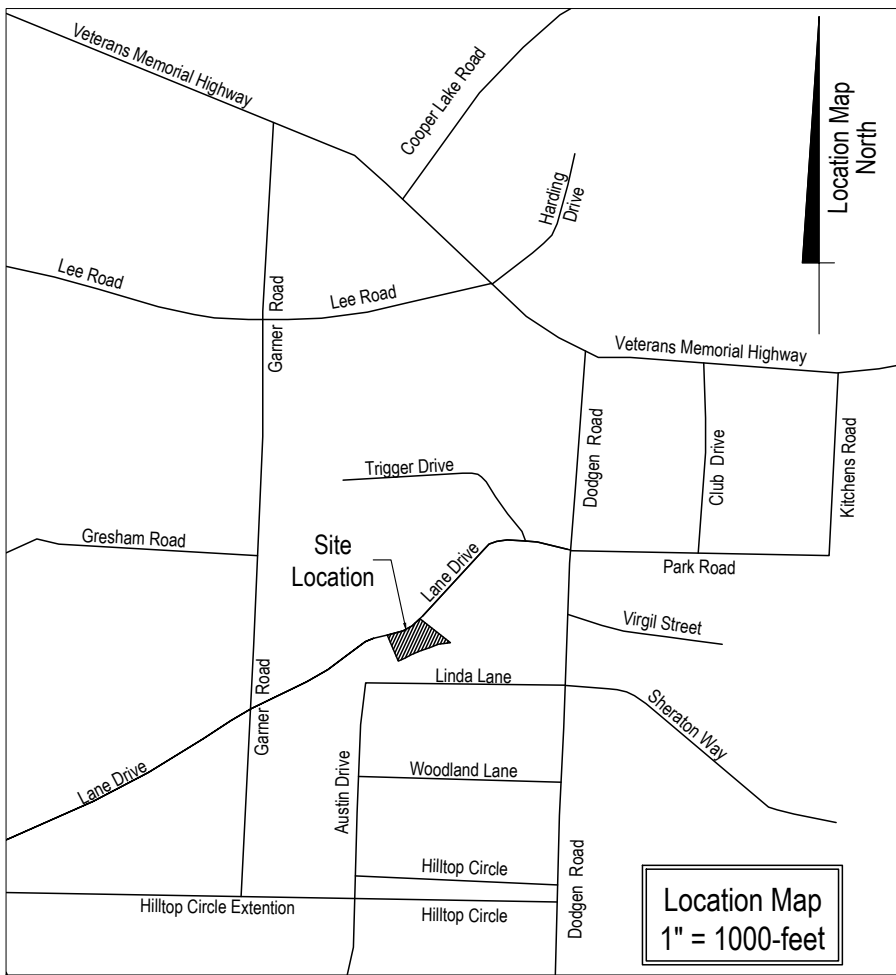 Veterans Memorial Highway
Cooper Lake Road
Location Map
North
Harding
Drive
Lee Road
Garner Road
Lee Road
Veterans Memorial Highway
Dodgen Road
Club Drive
Kitchens Road
Trigger Drive
Gresham Road
Site
Location
Lane Drive
Park Road
Virgil Street
Linda Lane
Sheraton Way
Garner Road
Lane Drive
Austin Drive
Woodland Lane
Hilltop Circle
Dodgen Road
Hilltop Circle Extention
Hilltop Circle
Location Map
1" = 1000-feet